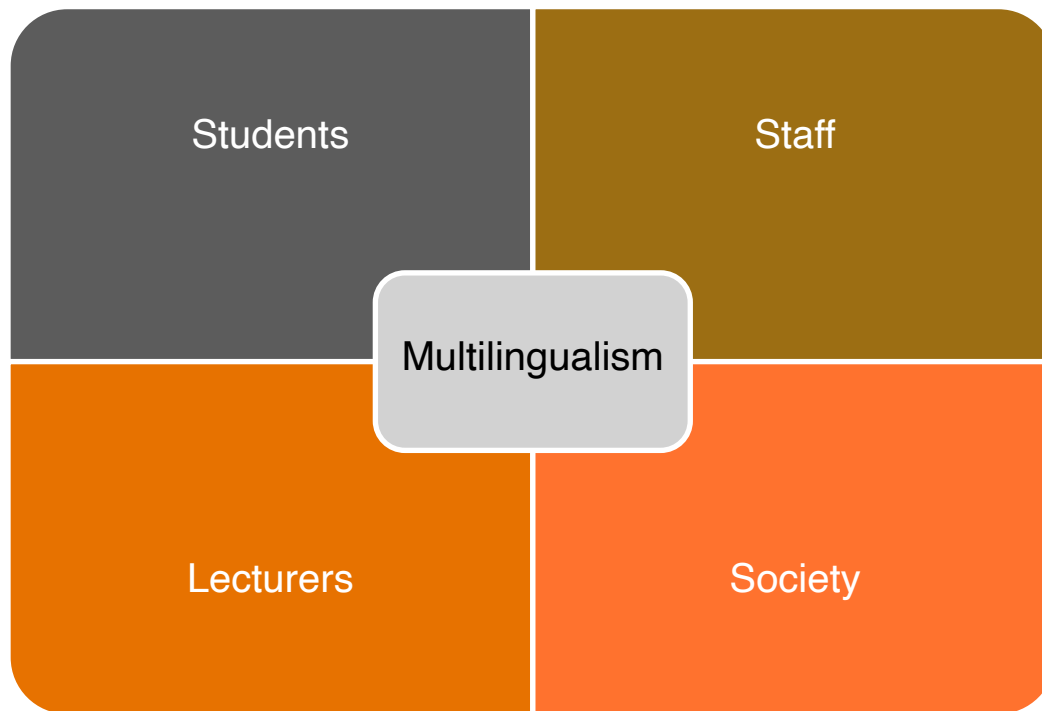 Students
Staff
Multilingualism
Lecturers
Society